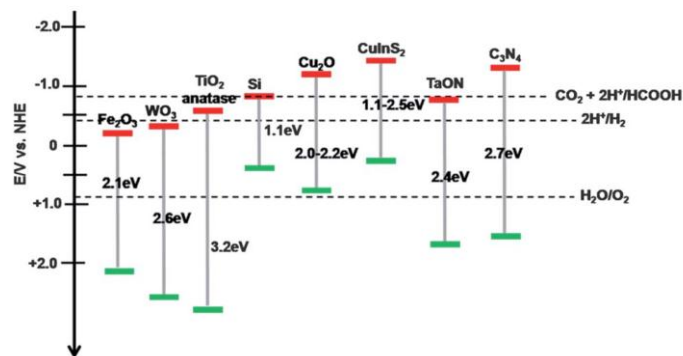 E/V vs. NHE
-2.0
-1.0
0
+1.0
+2.0
Fe₂O₃
2.1eV
WO₃
2.6eV
TiO₂
anatase
3.2eV
Si
1.1eV
Cu₂O
2.0-2.2eV
CuInS₂
1.1-2.5eV
TaON
2.4eV
C₃N₄
2.7eV
CO₂ + 2H⁺/HCOOH
2H⁺/H₂
H₂O/O₂